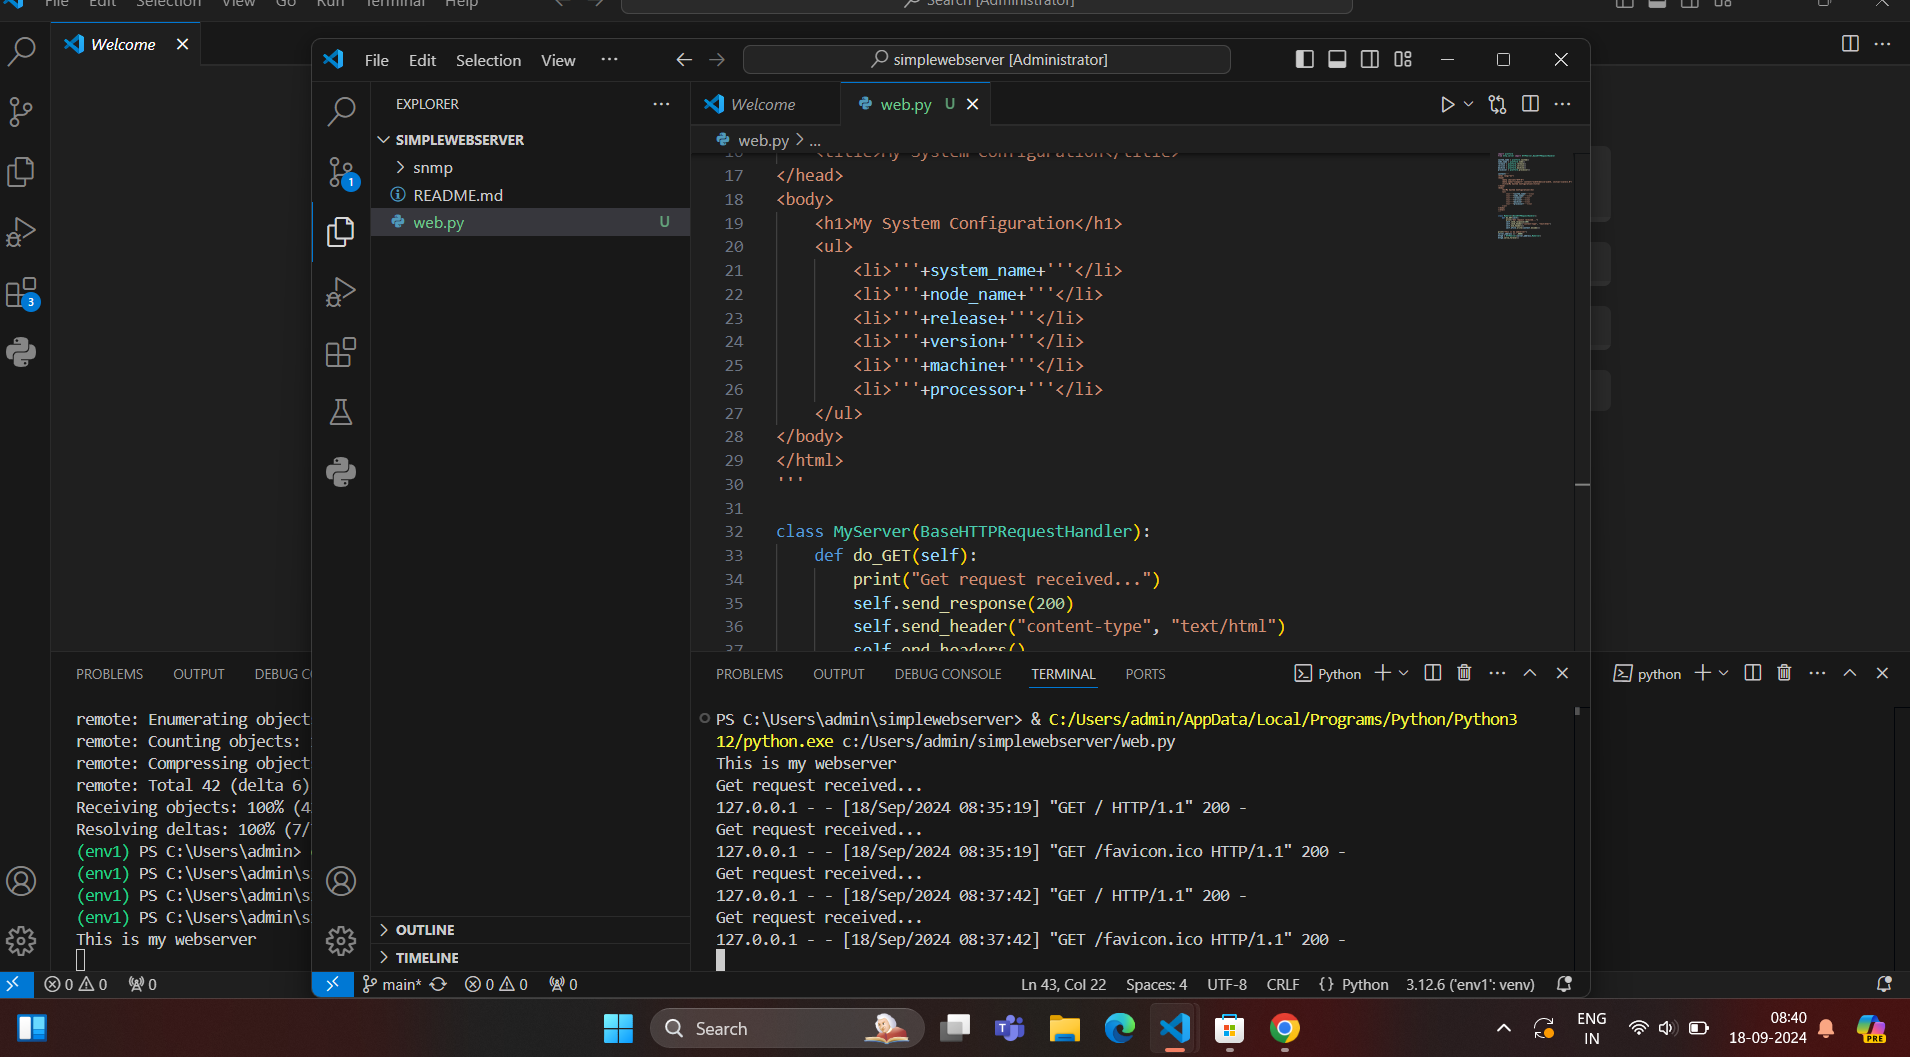 File Edit Selection View Go Run Terminal Help
Search [Administrator]
Welcome
File Edit Selection View ···
simplewebserver [Administrator]
EXPLORER
SIMPLEWEBSERVER
snmp
README.md
web.py U
1
3
Welcome
web.py U
web.py > ...
16 <title>My System Configuration</title>
17 </head>
18 <body>
19 <h1>My System Configuration</h1>
20 <ul>
21 <li>'''+system_name+'''</li>
22 <li>'''+node_name+'''</li>
23 <li>'''+release+'''</li>
24 <li>'''+version+'''</li>
25 <li>'''+machine+'''</li>
26 <li>'''+processor+'''</li>
27 </ul>
28 </body>
29 </html>
30 '''
31
32 class MyServer(BaseHTTPRequestHandler):
33 def do_GET(self):
34 print("Get request received...")
35 self.send_response(200)
36 self.send_header("content-type", "text/html")
37 self.end_headers()
PROBLEMS OUTPUT DEBUG C
remote: Enumerating object
remote: Counting objects:
remote: Compressing object
remote: Total 42 (delta 6)
Receiving objects: 100% (4
Resolving deltas: 100% (7/
(env1) PS C:\Users\admin>
(env1) PS C:\Users\admin\s
(env1) PS C:\Users\admin\s
(env1) PS C:\Users\admin\s
This is my webserver
OUTLINE
TIMELINE
PROBLEMS OUTPUT DEBUG CONSOLE TERMINAL PORTS
Python
python
PS C:\Users\admin\simplewebserver> & C:/Users/admin/AppData/Local/Programs/Python/Python3
12/python.exe c:/Users/admin/simplewebserver/web.py
This is my webserver
Get request received...
127.0.0.1 - - [18/Sep/2024 08:35:19] "GET / HTTP/1.1" 200 -
Get request received...
127.0.0.1 - - [18/Sep/2024 08:35:19] "GET /favicon.ico HTTP/1.1" 200 -
Get request received...
127.0.0.1 - - [18/Sep/2024 08:37:42] "GET / HTTP/1.1" 200 -
Get request received...
127.0.0.1 - - [18/Sep/2024 08:37:42] "GET /favicon.ico HTTP/1.1" 200 -
0 0 0
main* 0 0 0
Ln 43, Col 22 Spaces: 4 UTF-8 CRLF {} Python 3.12.6 ('env1': venv)
Search
ENG
IN
08:40
18-09-2024
PRE